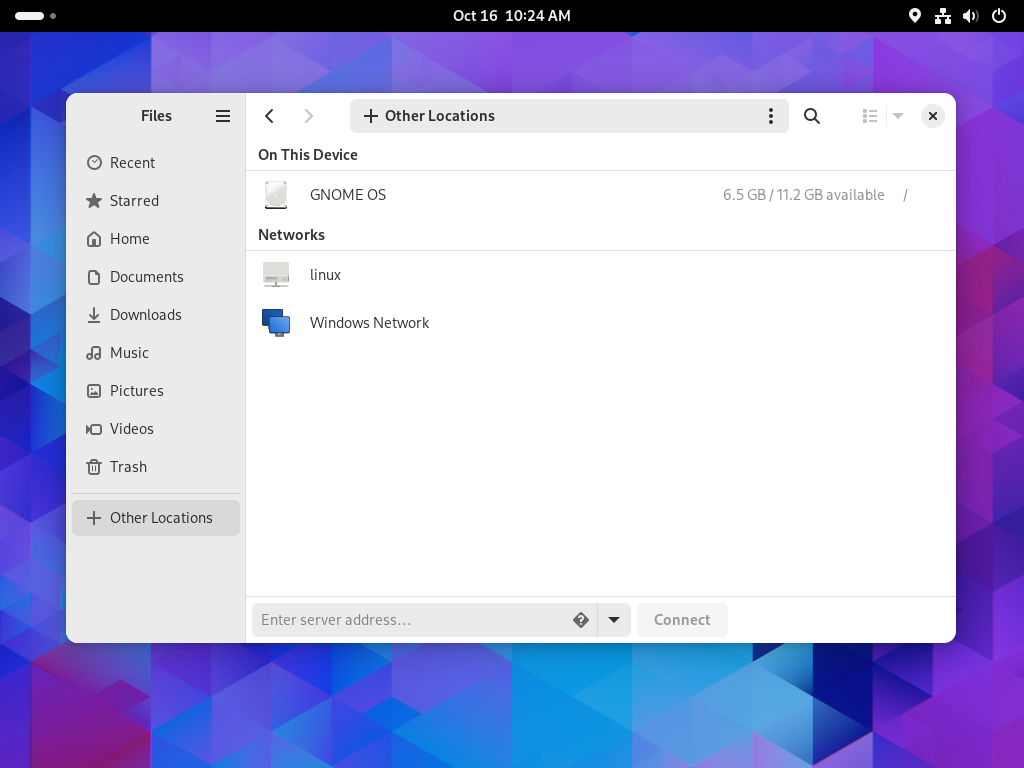 Oct 16  10:24 AM
Files
Other Locations
Recent
Starred
Home
Documents
Downloads
Music
Pictures
Videos
Trash
Other Locations
On This Device
GNOME OS 6.5 GB / 11.2 GB available /
Networks
linux
Windows Network
Enter server address… Connect